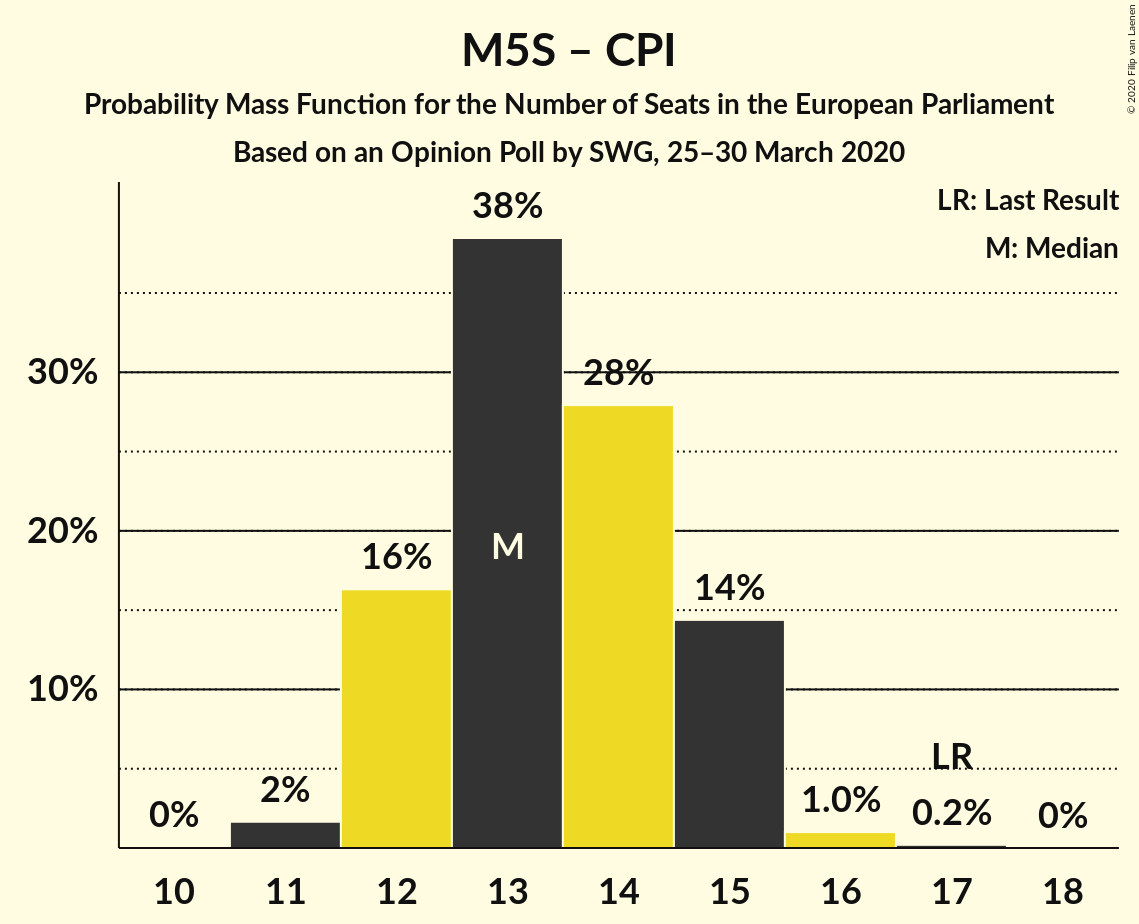 M5S – CPI
Probability Mass Function for the Number of Seats in the European Parliament
Based on an Opinion Poll by SWG, 25–30 March 2020
© 2020 Filip van Laenen
LR: Last Result
M: Median
38%
30%
28%
20%
16%
M
14%
10%
LR
2%
1.0%
0%
0.2%
0%
10 11 12 13 14 15 16 17 18